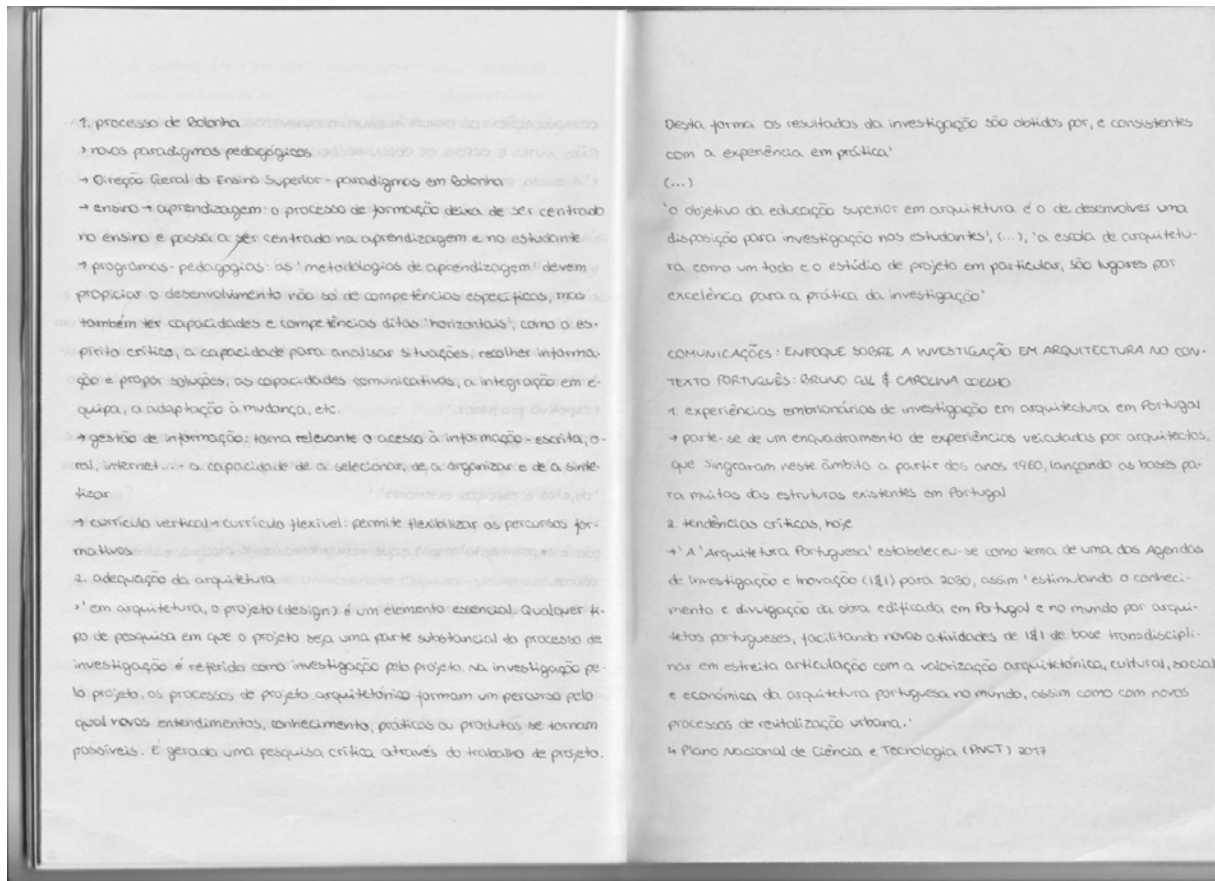 1. processo de Bolonha
> novos paradigmas pedagógicos
→ Direção Geral do Ensino Superior - paradigmas em Bolonha
→ ensino → aprendizagem: o processo de formação deixa de ser centrado
no ensino e passa a ser centrado na aprendizagem e no estudante
→ programas - pedagogias: as 'metodologias de aprendizagem' devem
propiciar o desenvolvimento não só de competências específicas, mas
também ter capacidades e competências ditas 'horizontais', como o es-
pírito crítico, a capacidade para analisar situações, recolher informa-
ção e propor soluções, as capacidades comunicativas, a integração em e-
quipa, a adaptação à mudança, etc.
→ gestão de informação: torna relevante o acesso à informação - escrita, o-
ral, internet... - a capacidade de a selecionar, de a organizar e de a sinte-
tizar
→ currículo vertical → currículo flexível: permite flexibilizar os percursos for-
mativos
2. adequação da arquitetura
>' em arquitetura, o projeto (design) é um elemento essencial. Qualquer ti-
po de pesquisa em que o projeto seja uma parte substancial do processo de
investigação é referido como investigação pelo projeto. Na investigação pe-
lo projeto, os processos de projeto arquitetónico formam um percurso pelo
qual novos entendimentos, conhecimento, práticas ou produtos se tornam
possíveis. É gerada uma pesquisa crítica através do trabalho de projeto.
Desta forma os resultados da investigação são obtidos por, e consistentes
com a experiência em prática'
(...)
'o objetivo da educação superior em arquitetura é o de desenvolver uma
disposição para investigação nos estudantes', (...), 'a escola de arquitetu-
ra como um todo e o estúdio de projeto em particular, são lugares por
excelência para a prática da investigação'
COMUNICAÇÕES: ENFOQUE SOBRE A INVESTIGAÇÃO EM ARQUITECTURA NO CON-
TEXTO PORTUGUÊS: BRUNO GIL & CAROLINA COELHO
1. experiências embrionárias de investigação em arquitectura em Portugal
→ parte-se de um enquadramento de experiências veiculadas por arquitectos,
que singraram neste âmbito a partir dos anos 1960, lançando as bases pa-
ra muitas das estruturas existentes em Portugal
2. tendências críticas, hoje
→' A 'Arquitetura Portuguesa' estabeleceu-se como tema de uma das Agendas
de Investigação e Inovação (I&I) para 2030, assim 'estimulando o conheci-
mento e divulgação da obra edificada em Portugal e no mundo por arqui-
tetos portugueses, facilitando novas atividades de I&I de base transdiscipli-
nar em estreita articulação com a valorização arquitetónica, cultural, social
e económica da arquitetura portuguesa no mundo, assim como com novos
processos de revitalização urbana.'
↳ Plano Nacional de Ciência e Tecnologia (PNCT) 2017